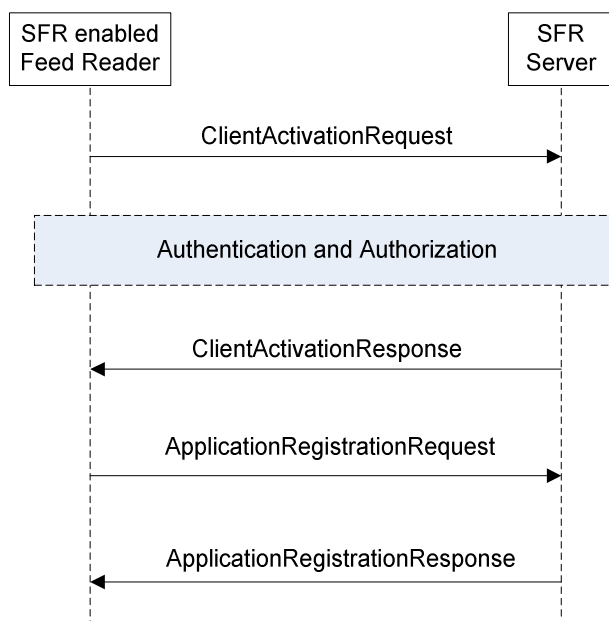 SFR enabled
Feed Reader
SFR
Server
ClientActivationRequest
Authentication and Authorization
ClientActivationResponse
ApplicationRegistrationRequest
ApplicationRegistrationResponse